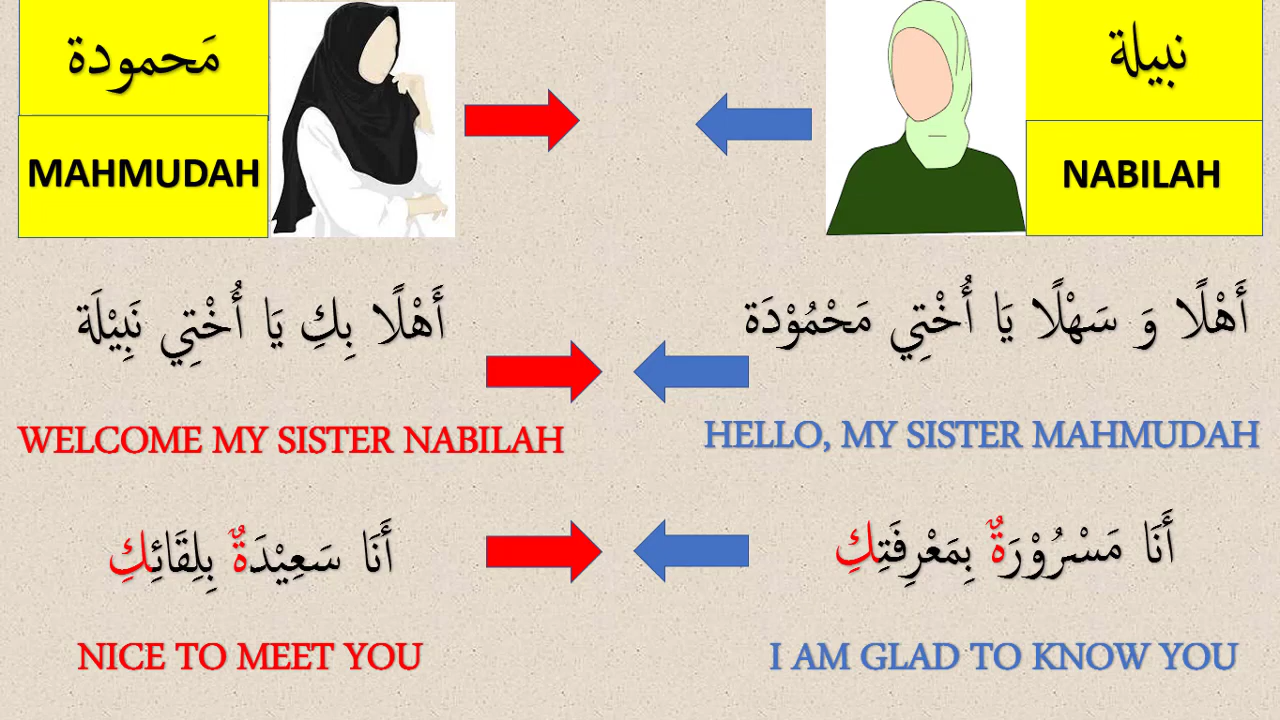 مَحمودة
نبيلة
MAHMUDAH
NABILAH
أَهْلًا وَ سَهْلًا يَا أُخْتِي مَحْمُوْدَة
أَهْلًا بِكِ يَا أُخْتِي نَبِيْلَة
HELLO, MY SISTER MAHMUDAH
WELCOME MY SISTER NABILAH
أَنَا مَسْرُوْرَةٌ بِمَعْرِفَتِكِ
أَنَا سَعِيْدَةٌ بِلِقَائِكِ
I AM GLAD TO KNOW YOU
NICE TO MEET YOU